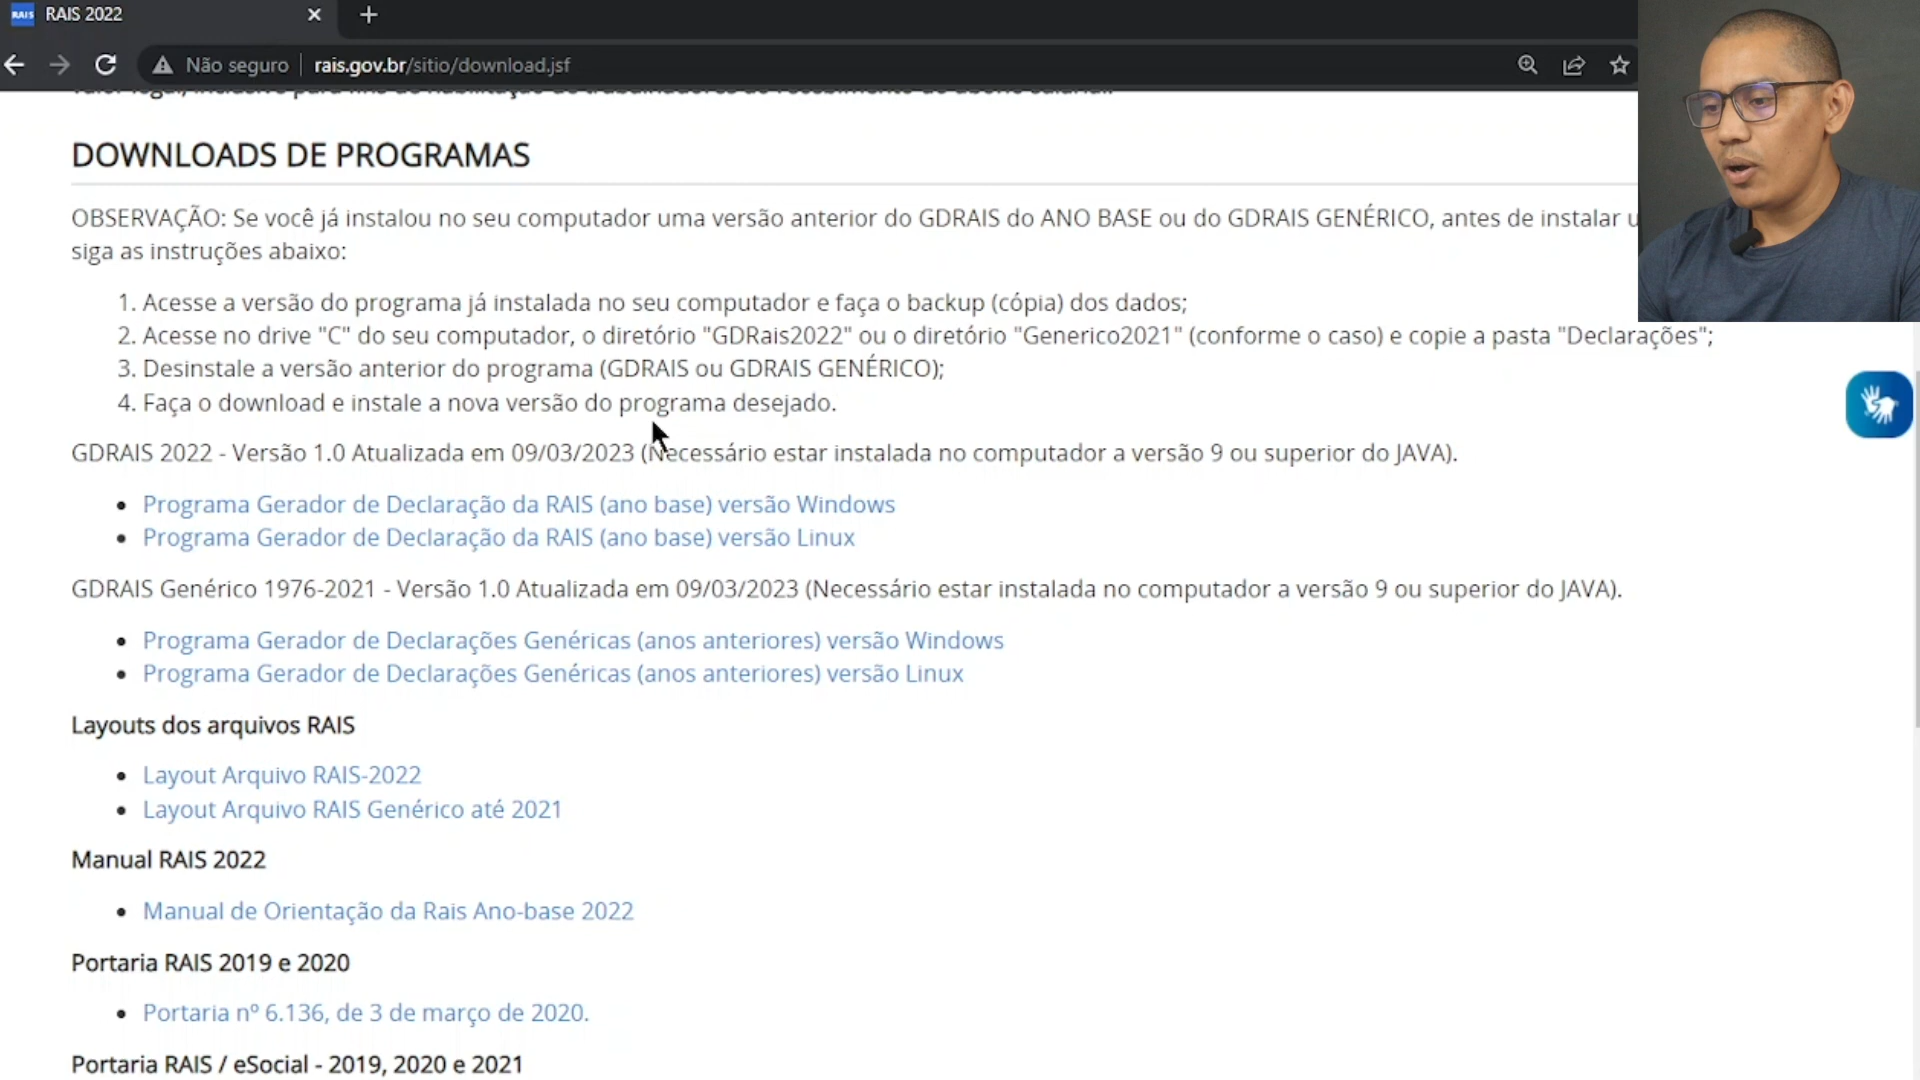 RAIS 2022
Não seguro | rais.gov.br/sitio/download.jsf
DOWNLOADS DE PROGRAMAS
OBSERVAÇÃO: Se você já instalou no seu computador uma versão anterior do GDRAIS do ANO BASE ou do GDRAIS GENÉRICO, antes de instalar
siga as instruções abaixo:
1. Acesse a versão do programa já instalada no seu computador e faça o backup (cópia) dos dados;
2. Acesse no drive "C" do seu computador, o diretório "GDRais2022" ou o diretório "Generico2021" (conforme o caso) e copie a pasta "Declarações";
3. Desinstale a versão anterior do programa (GDRAIS ou GDRAIS GENÉRICO);
4. Faça o download e instale a nova versão do programa desejado.
GDRAIS 2022 - Versão 1.0 Atualizada em 09/03/2023 (Necessário estar instalada no computador a versão 9 ou superior do JAVA).
• Programa Gerador de Declaração da RAIS (ano base) versão Windows
• Programa Gerador de Declaração da RAIS (ano base) versão Linux
GDRAIS Genérico 1976-2021 - Versão 1.0 Atualizada em 09/03/2023 (Necessário estar instalada no computador a versão 9 ou superior do JAVA).
• Programa Gerador de Declarações Genéricas (anos anteriores) versão Windows
• Programa Gerador de Declarações Genéricas (anos anteriores) versão Linux
Layouts dos arquivos RAIS
• Layout Arquivo RAIS-2022
• Layout Arquivo RAIS Genérico até 2021
Manual RAIS 2022
• Manual de Orientação da Rais Ano-base 2022
Portaria RAIS 2019 e 2020
• Portaria nº 6.136, de 3 de março de 2020.
Portaria RAIS / eSocial - 2019, 2020 e 2021